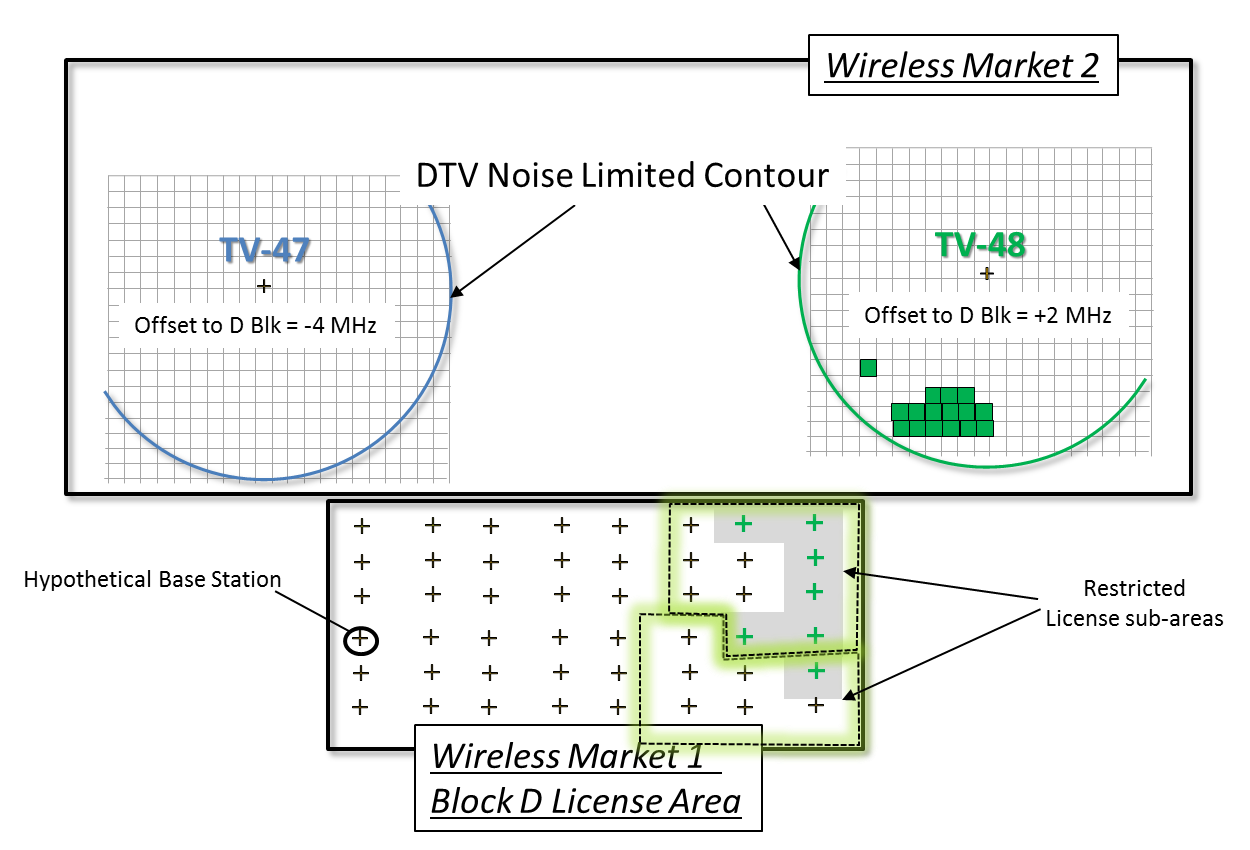 Wireless Market 2
DTV Noise Limited Contour
TV-47
Offset to D Blk = -4 MHz
TV-48
Offset to D Blk = +2 MHz
Hypothetical Base Station
Restricted
License sub-areas
Wireless Market 1
Block D License Area